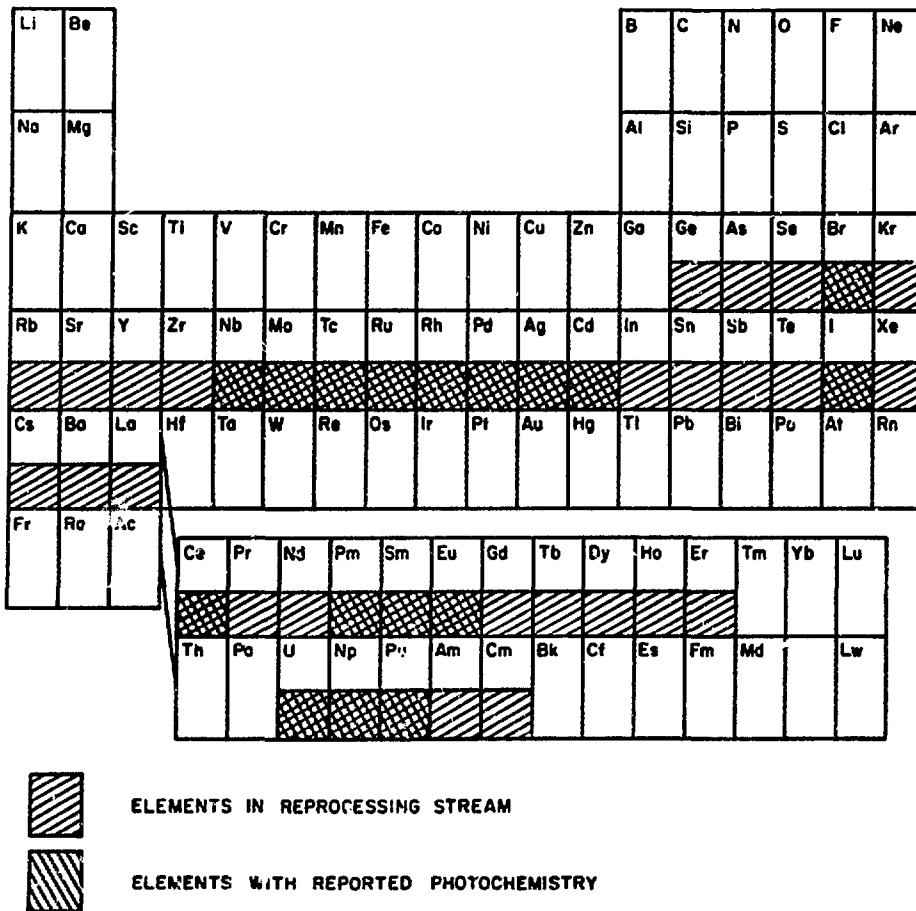 Li Be B C N O F Ne
Na Mg Al Si P S Cl Ar
K Ca Sc Ti V Cr Mn Fe Co Ni Cu Zn Ga Ge As Se Br Kr
Rb Sr Y Zr Nb Mo Tc Ru Rh Pd Ag Cd In Sn Sb Te I Xe
Cs Ba La Hf Ta W Re Os Ir Pt Au Hg Tl Pb Bi Po At Rn
Fr Ra Ac
Ce Pr Nd Pm Sm Eu Gd Tb Dy Ho Er Tm Yb Lu
Th Pa U Np Pu Am Cm Bk Cf Es Fm Md Lw
ELEMENTS IN REPROCESSING STREAM
ELEMENTS WITH REPORTED PHOTOCHEMISTRY